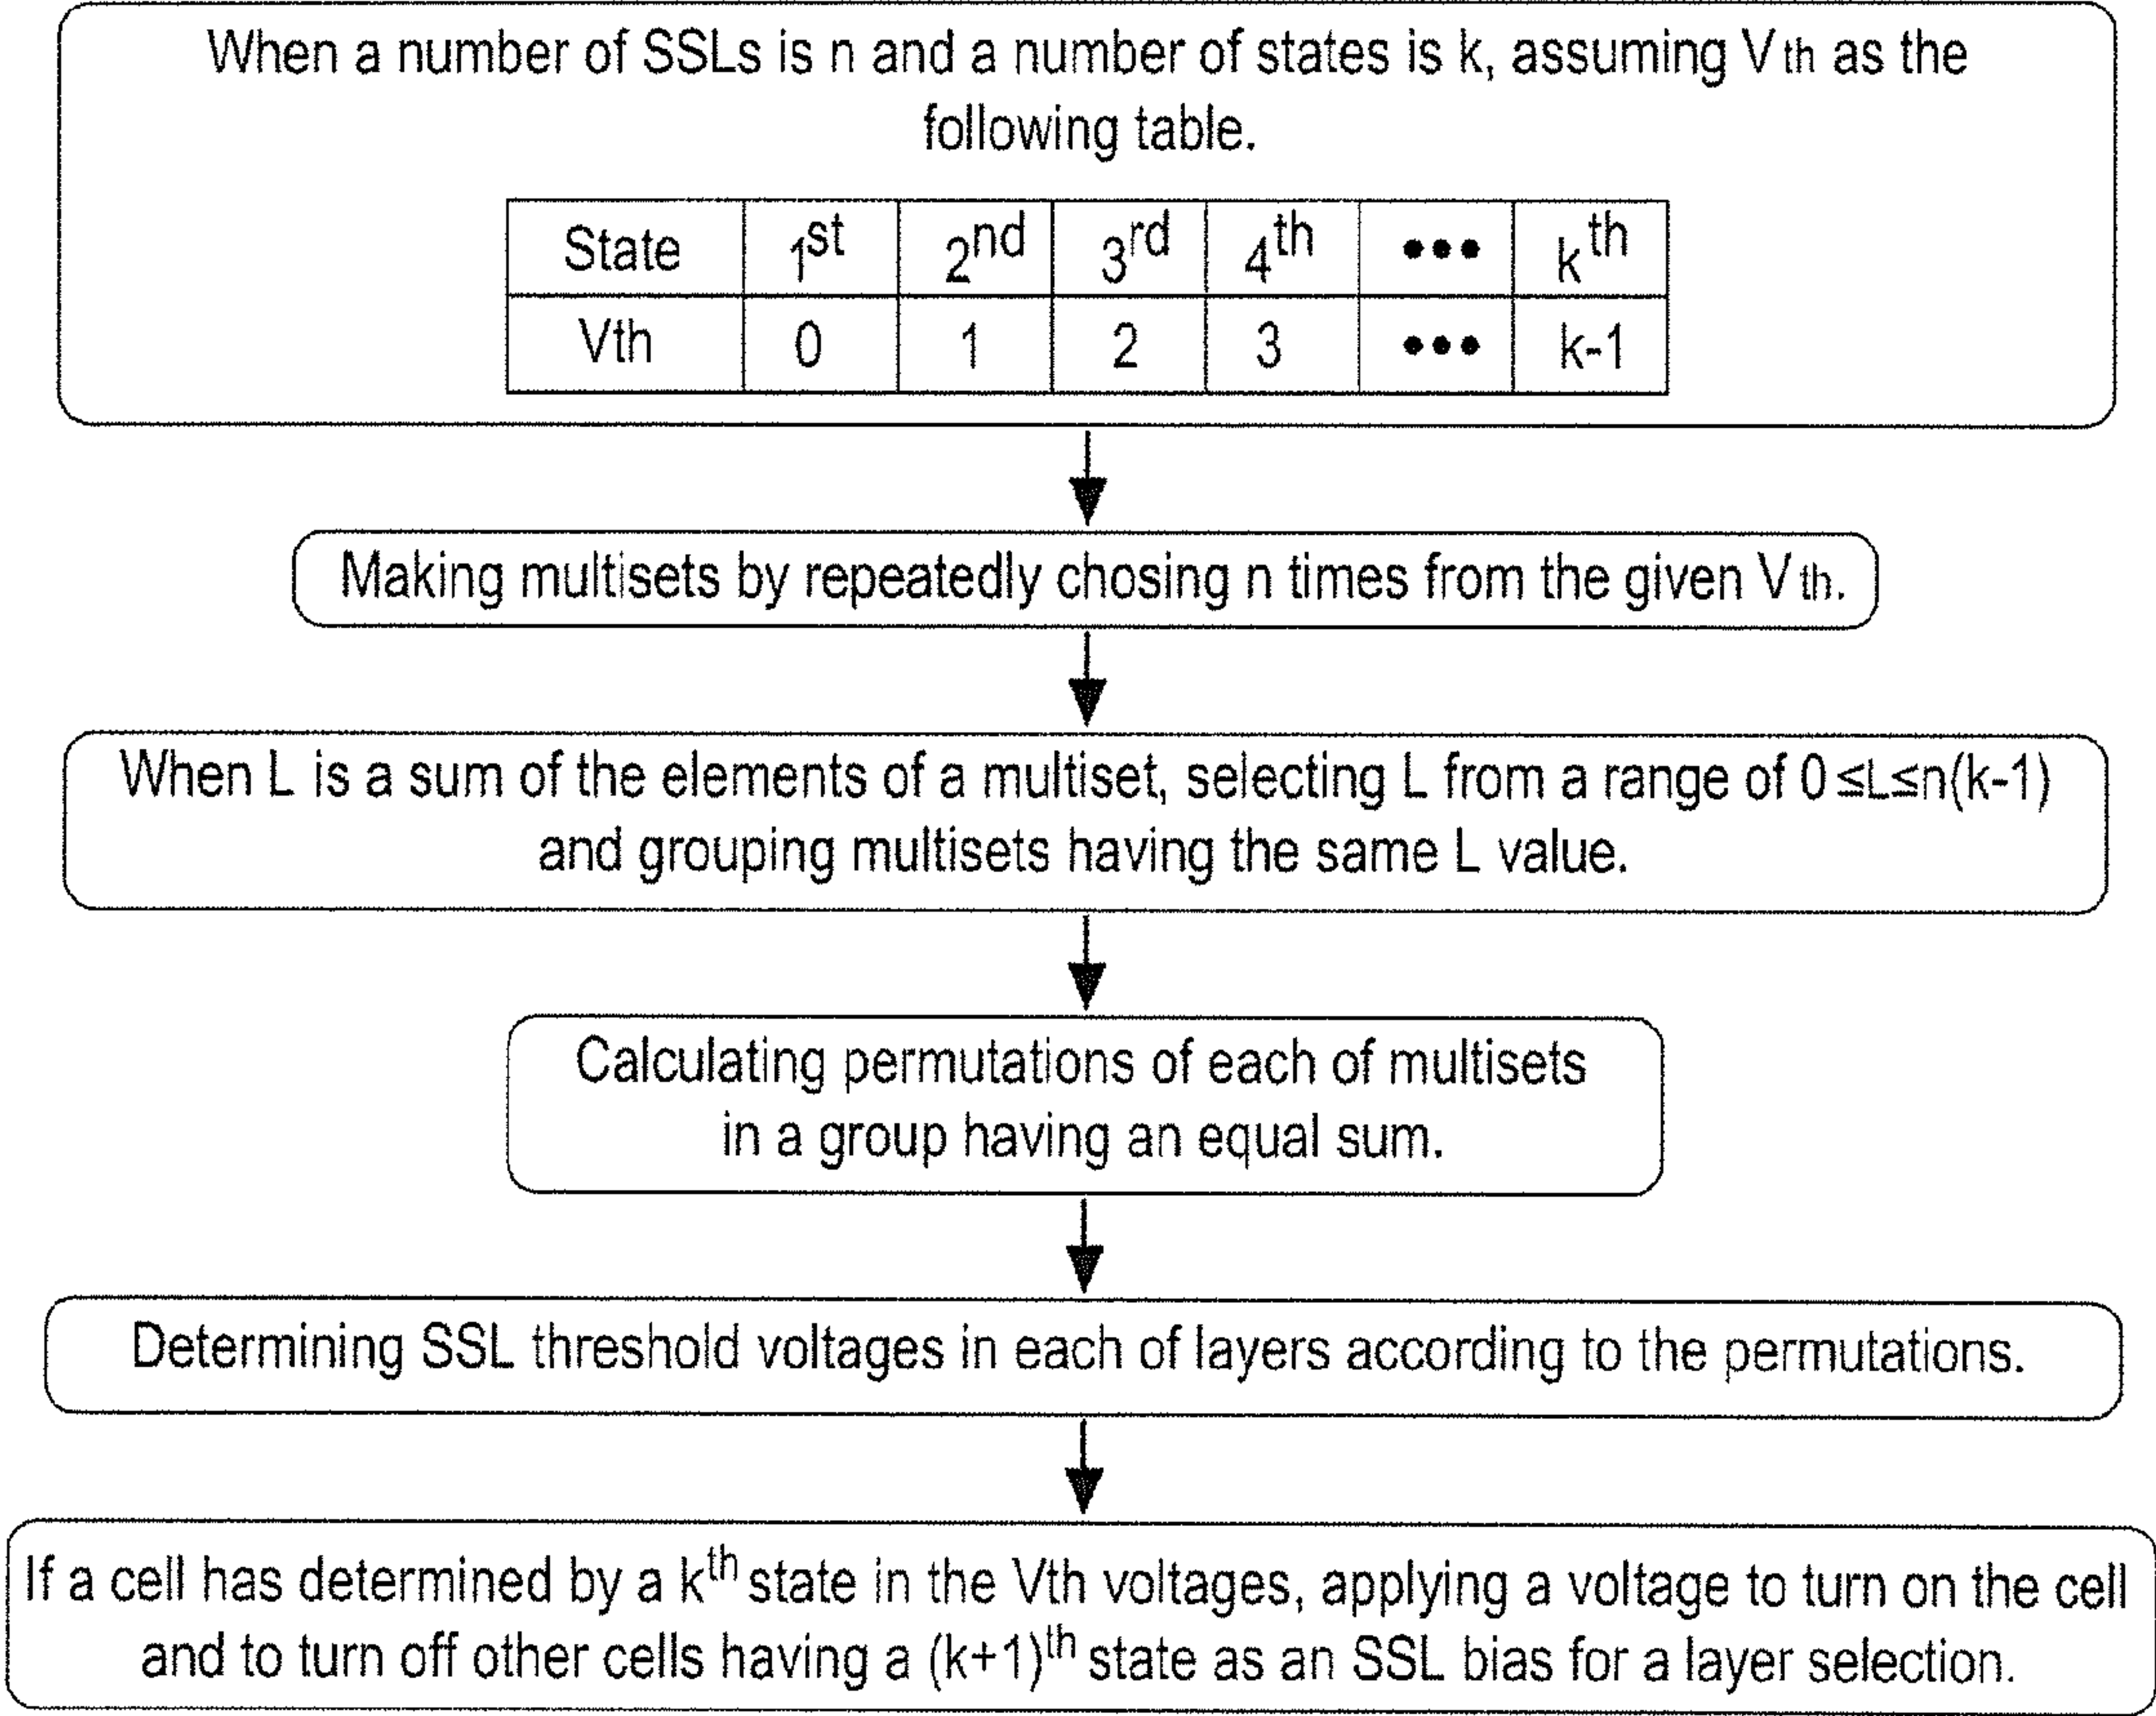 When a number of SSLs is n and a number of states is k, assuming Vth as the
following table.
State 1st 2nd 3rd 4th ••• kth
Vth 0 1 2 3 ••• k-1
Making multisets by repeatedly chosing n times from the given Vth.
When L is a sum of the elements of a multiset, selecting L from a range of 0≤L≤n(k-1)
and grouping multisets having the same L value.
Calculating permutations of each of multisets
in a group having an equal sum.
Determining SSL threshold voltages in each of layers according to the permutations.
If a cell has determined by a kth state in the Vth voltages, applying a voltage to turn on the cell
and to turn off other cells having a (k+1)th state as an SSL bias for a layer selection.